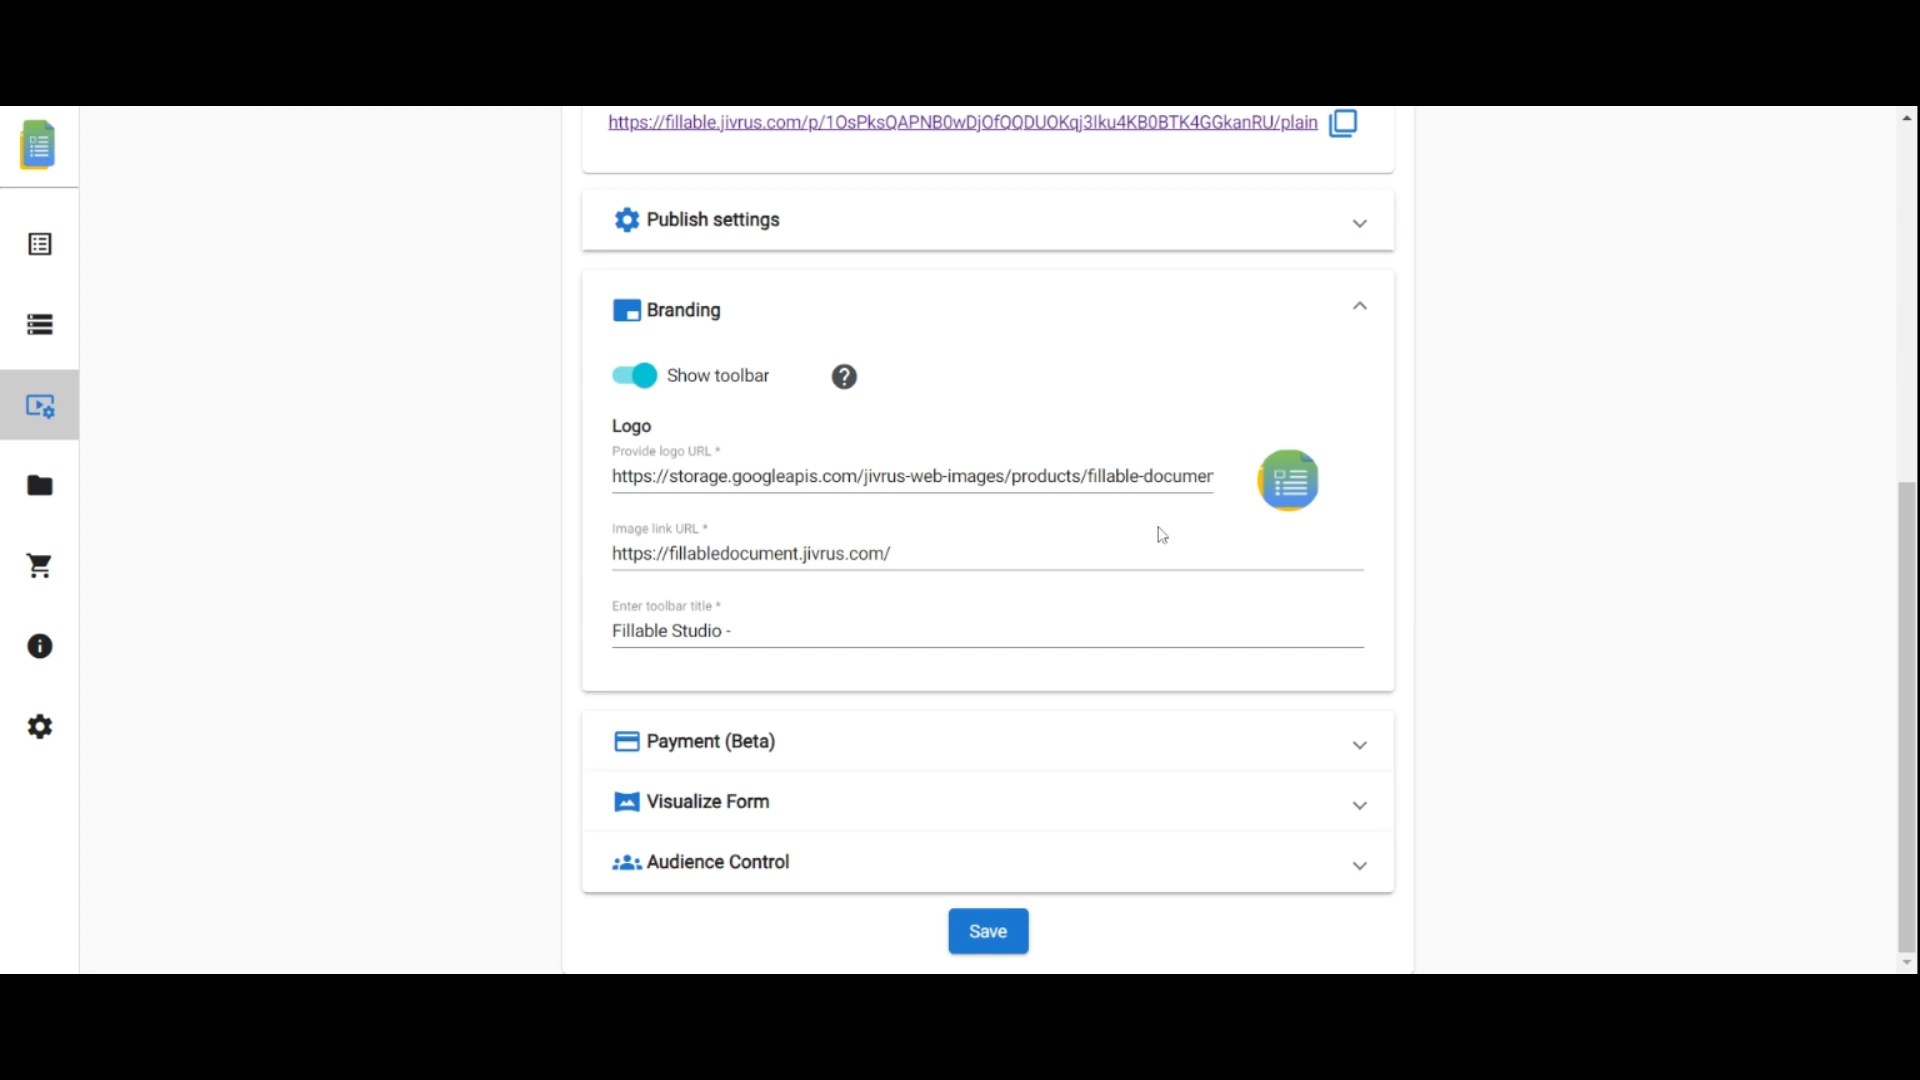 https://fillable.jivrus.com/p/1OsPksQAPNB0wDjOfQQDUOKqj3Iku4KB0BTK4GGkanRU/plain
Publish settings
Branding
Show toolbar
Logo
Provide logo URL *
https://storage.googleapis.com/jivrus-web-images/products/fillable-documer
Image link URL *
https://fillabledocument.jivrus.com/
Enter toolbar title *
Fillable Studio -
Payment (Beta)
Visualize Form
Audience Control
Save